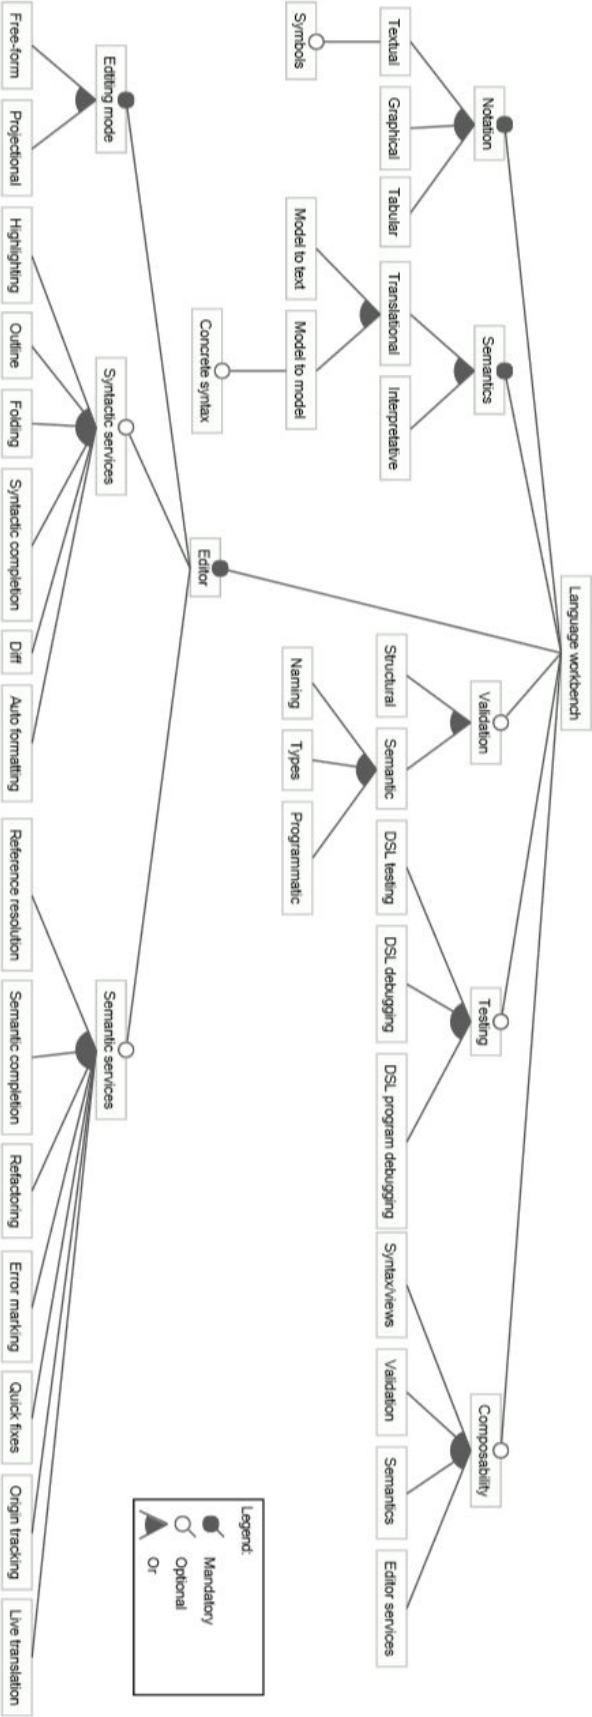 Language workbench
Notation
Semantics
Validation
Testing
Composability
Textual
Graphical
Tabular
Translational
Interpretative
Structural
Semantic
DSL testing
DSL debugging
DSL program debugging
Syntax/views
Validation
Semantics
Editor services
Symbols
Model to text
Model to model
Naming
Types
Programmatic
Concrete syntax
Editor
Legend:
Mandatory
Optional
Or
Editing mode
Syntactic services
Semantic services
Free-form
Projectional
Highlighting
Outline
Folding
Syntactic completion
Diff
Auto formatting
Reference resolution
Semantic completion
Refactoring
Error marking
Quick fixes
Origin tracking
Live translation